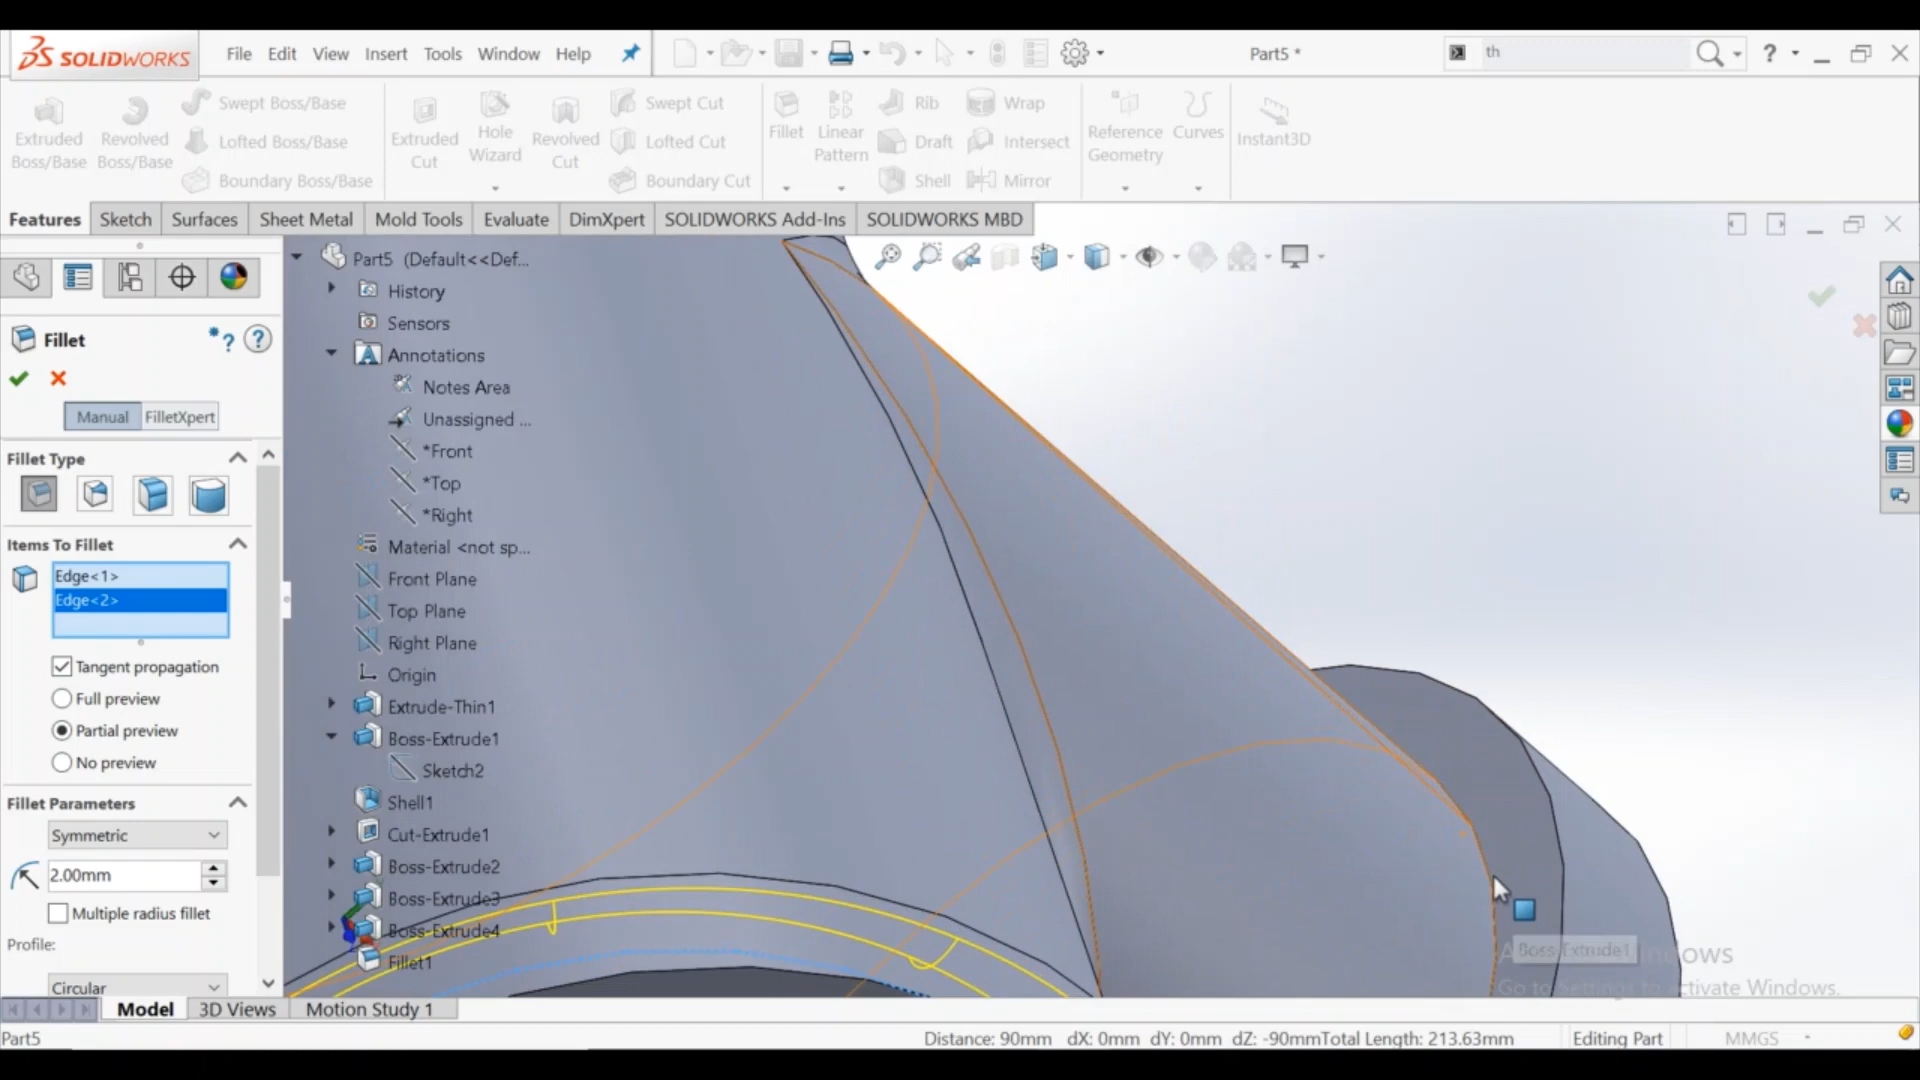 SOLIDWORKS File Edit View Insert Tools Window Help Part5 * th ?
Extruded Boss/Base
Revolved Boss/Base
Swept Boss/Base
Lofted Boss/Base
Boundary Boss/Base
Extruded Cut
Hole Wizard
Revolved Cut
Swept Cut
Lofted Cut
Boundary Cut
Fillet
Linear Pattern
Rib
Draft
Shell
Wrap
Intersect
Mirror
Reference Geometry
Curves
Instant3D
Features Sketch Surfaces Sheet Metal Mold Tools Evaluate DimXpert SOLIDWORKS Add-Ins SOLIDWORKS MBD
Fillet
Manual FilletXpert
Fillet Type
Items To Fillet
Edge<1>
Edge<2>
Tangent propagation
Full preview
Partial preview
No preview
Fillet Parameters
Symmetric
2.00mm
Multiple radius fillet
Profile:
Circular
Part5 (Default<<Def...
History
Sensors
Annotations
Notes Area
Unassigned ...
*Front
*Top
*Right
Material <not sp...
Front Plane
Top Plane
Right Plane
Origin
Extrude-Thin1
Boss-Extrude1
Sketch2
Shell1
Cut-Extrude1
Boss-Extrude2
Boss-Extrude3
Boss-Extrude4
Fillet1
Boss-Extrude1
Go to Settings to activate Windows.
Model 3D Views Motion Study 1
Part5 Distance: 90mm dX: 0mm dY: 0mm dZ: -90mmTotal Length: 213.63mm Editing Part MMGS